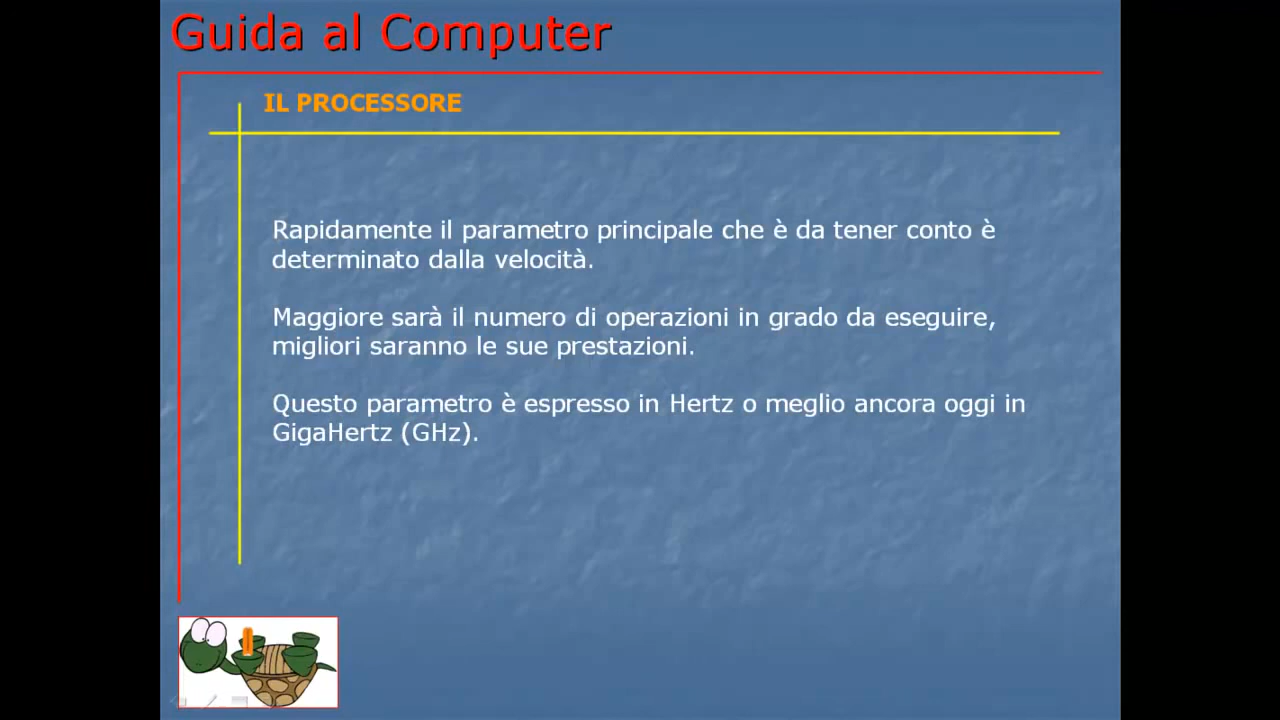 Guida al Computer
IL PROCESSORE
Rapidamente il parametro principale che è da tener conto è
determinato dalla velocità.
Maggiore sarà il numero di operazioni in grado da eseguire,
migliori saranno le sue prestazioni.
Questo parametro è espresso in Hertz o meglio ancora oggi in
GigaHertz (GHz).